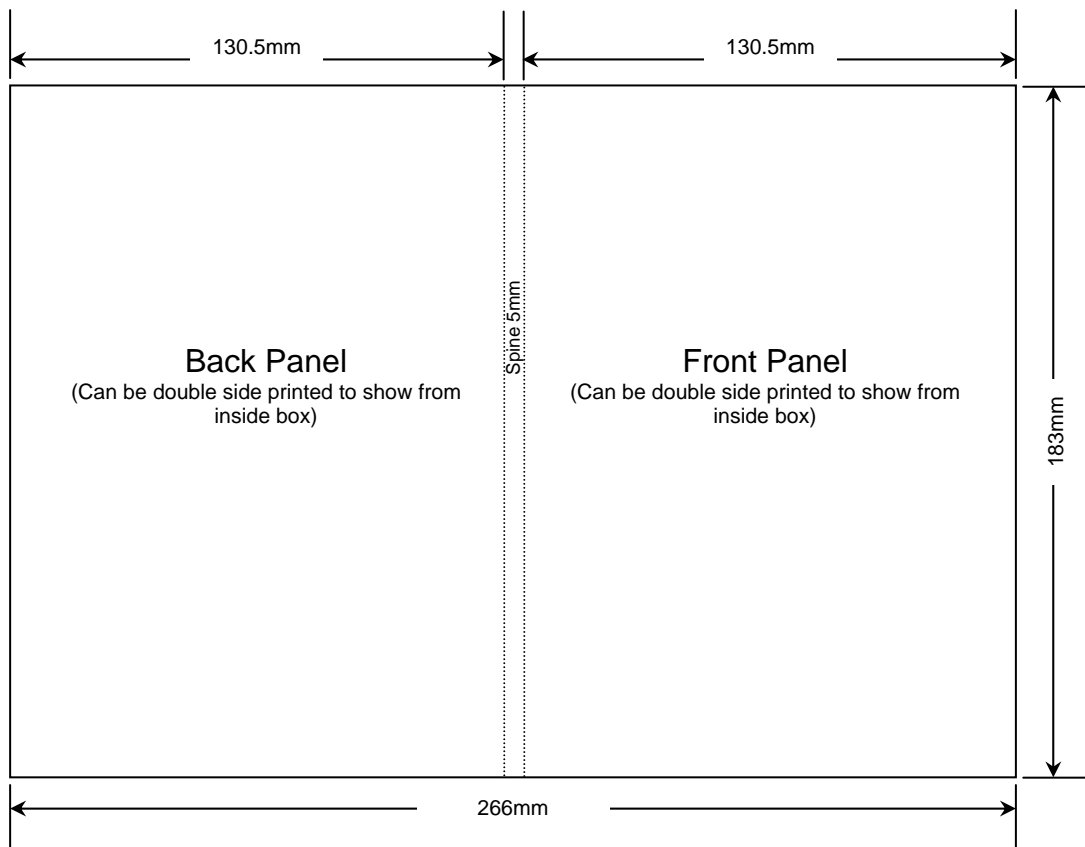 130.5mm
130.5mm
Back Panel
(Can be double side printed to show from
inside box)
Spine 5mm
Front Panel
(Can be double side printed to show from
inside box)
183mm
266mm